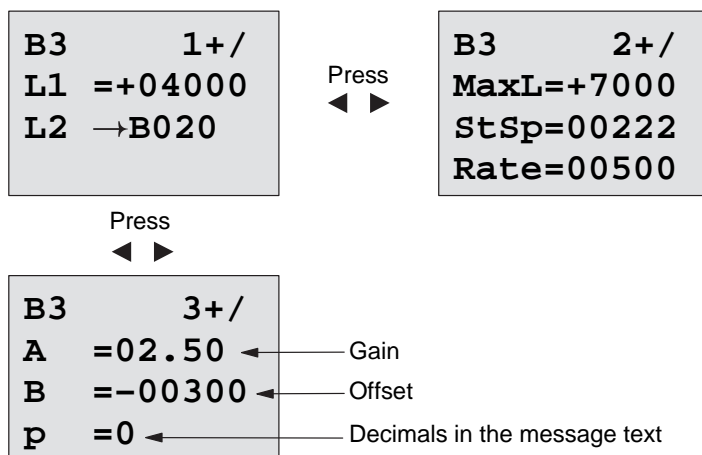 B3 1+/
L1 =+04000
L2 →B020
Press
◄ ►
B3 2+/
MaxL=+7000
StSp=00222
Rate=00500
Press
◄ ►
B3 3+/
A =02.50
Gain
B =–00300
Offset
p =0
Decimals in the message text